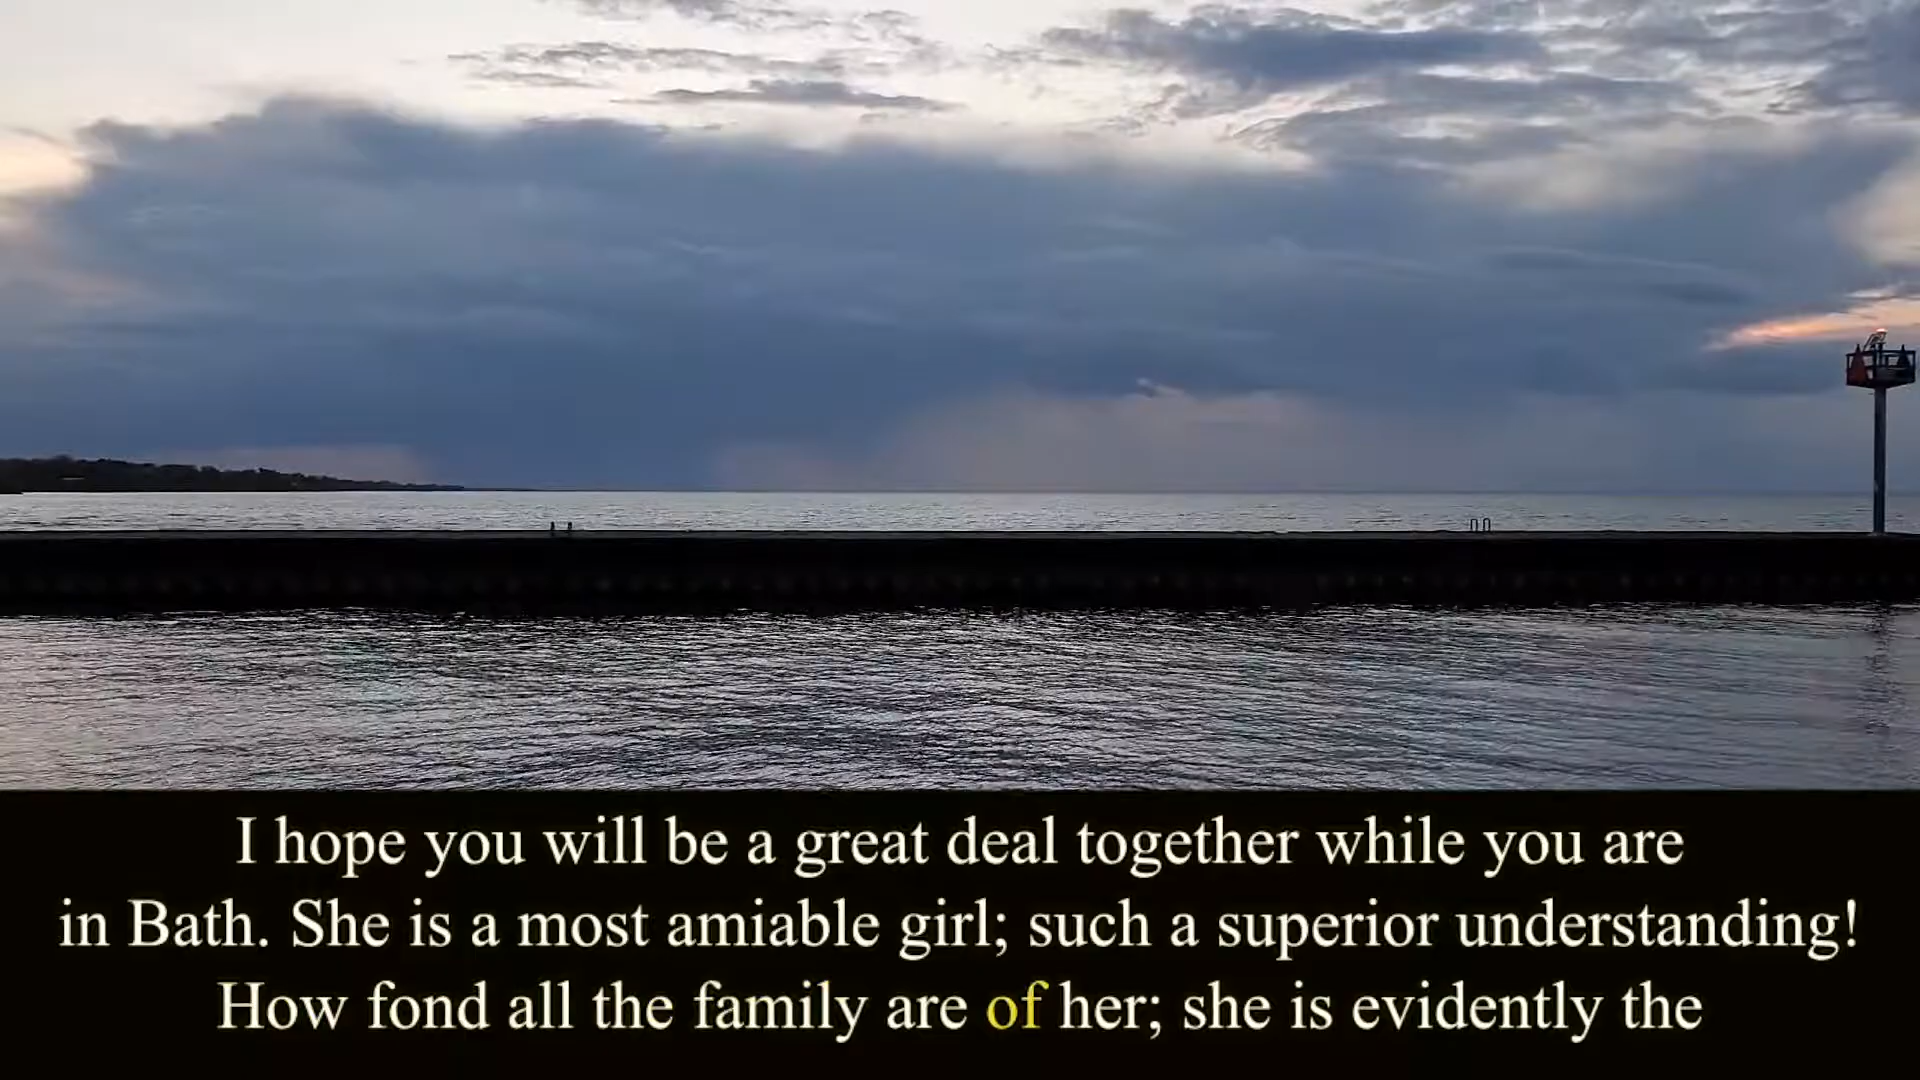 I hope you will be a great deal together while you are
in Bath. She is a most amiable girl; such a superior understanding!
How fond all the family are of her; she is evidently the